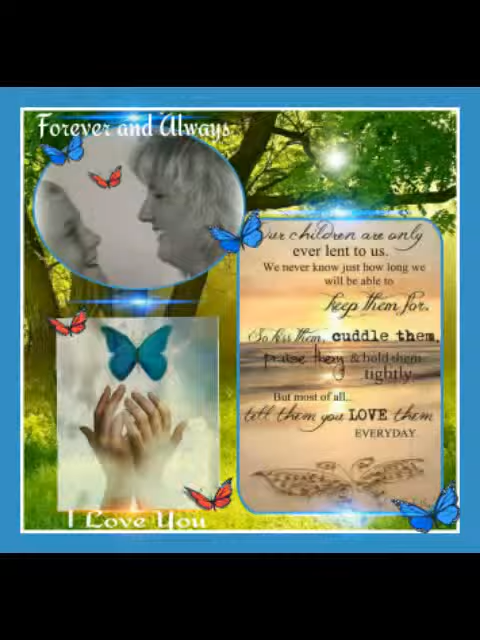 Forever and Always
Our children are only
ever lent to us.
We never know just how long we
will be able to
keep them for.
So kiss them, cuddle them,
praise them & hold them
tightly.
But most of all...
tell them you LOVE them
EVERYDAY.
I Love You